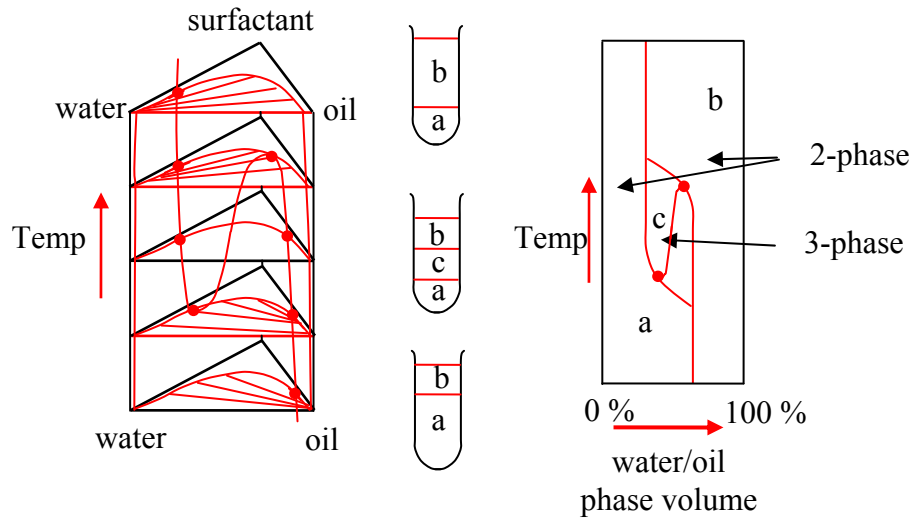 surfactant
water
oil
Temp
water
oil
b
a
b
c
a
b
a
b
c
a
2-phase
3-phase
Temp
0 %
100 %
water/oil
phase volume